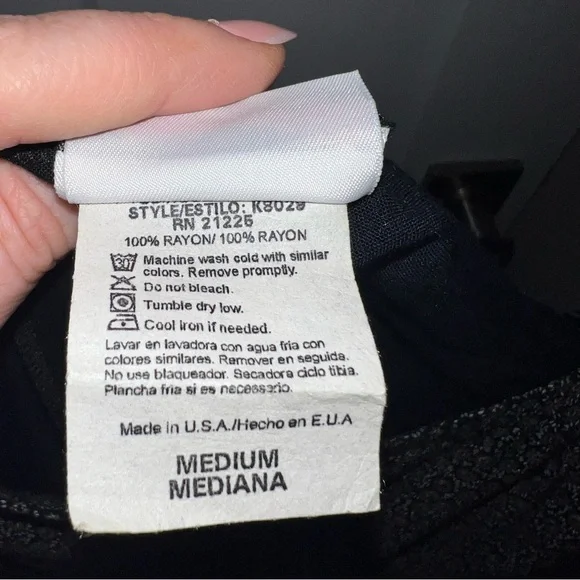 STYLE/ESTILO: K8029
RN 21225
100% RAYON/ 100% RAYON
30
Machine wash cold with similar
colors. Remove promptly.
Do not bleach.
Tumble dry low.
Cool iron if needed.
Lavar en lavadora con agua fria con
colores similares. Remover en seguida.
No use blaqueador. Secadora ciclo tibia.
Plancha fria si es necessario.
Made in U.S.A./Hecho en E.U.A
MEDIUM
MEDIANA